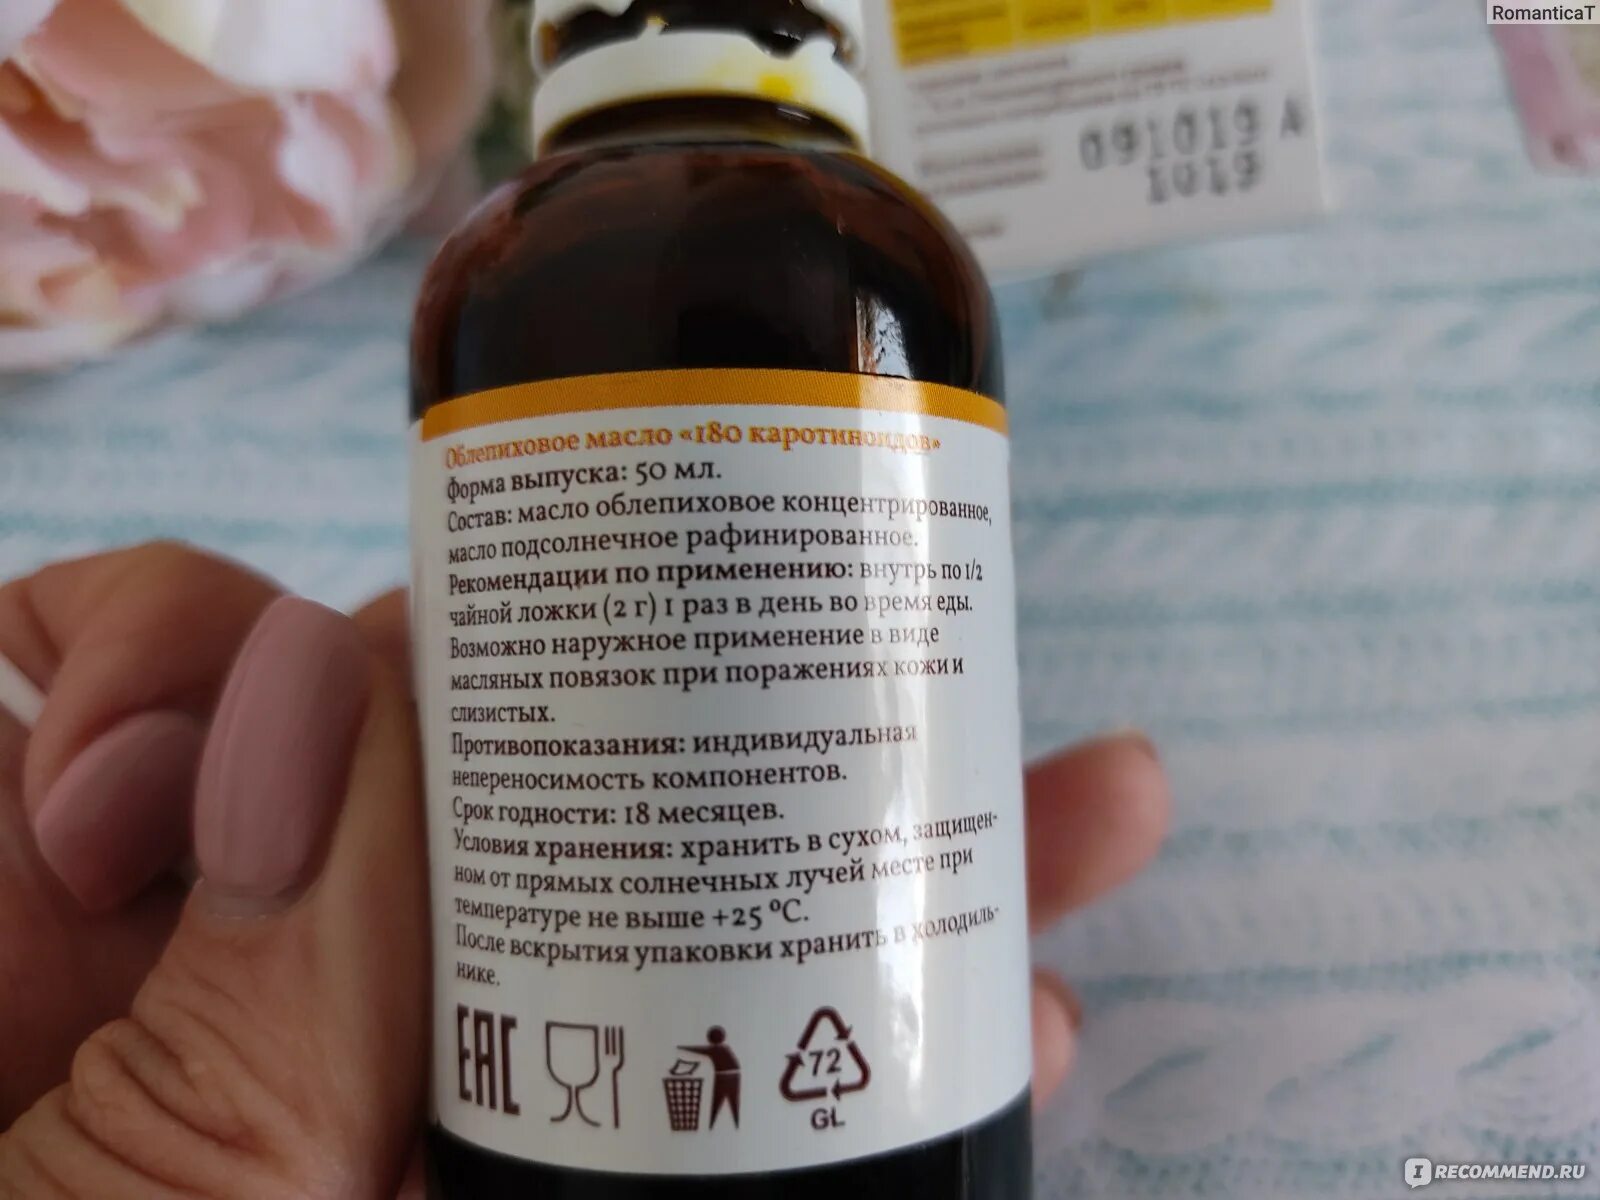 RomanticaT
091019 А
1019
Облепиховое масло «180 каротиноидов»
Форма выпуска: 50 мл.
Состав: масло облепиховое концентрированное,
масло подсолнечное рафинированное.
Рекомендации по применению: внутрь по 1/2
чайной ложки (2 г) 1 раз в день во время еды.
Возможно наружное применение в виде
масляных повязок при поражениях кожи и
слизистых.
Противопоказания: индивидуальная
непереносимость компонентов.
Срок годности: 18 месяцев.
Условия хранения: хранить в сухом, защищен-
ном от прямых солнечных лучей месте при
температуре не выше +25 °С.
После вскрытия упаковки хранить в холодиль-
нике.
ЕАС
72
GL
IRECOMMEND.RU